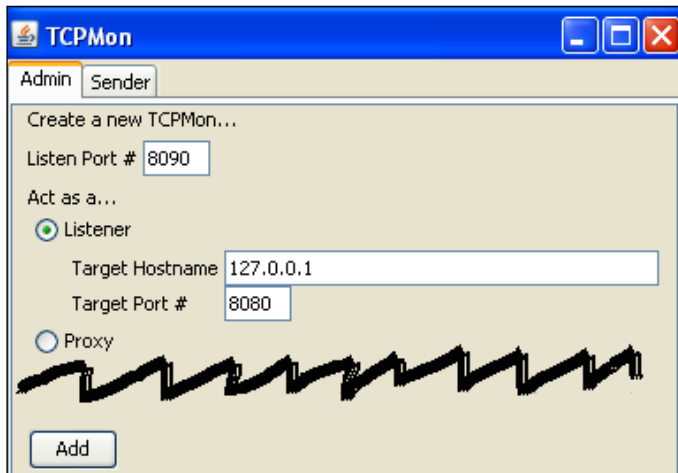 TCPMon
Admin Sender
Create a new TCPMon...
Listen Port # 8090
Act as a...
Listener
Target Hostname 127.0.0.1
Target Port # 8080
Proxy
Add